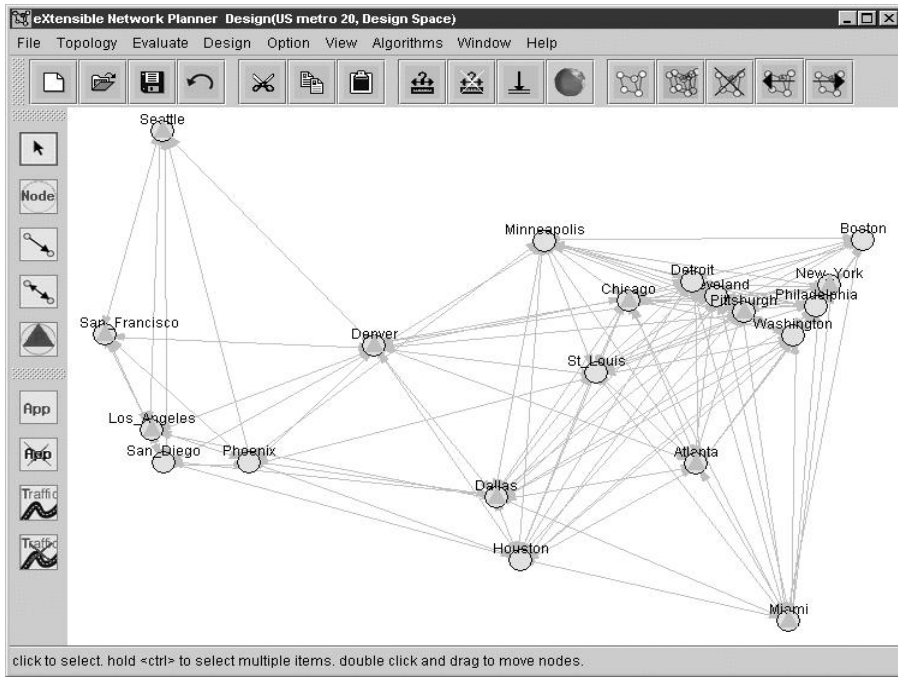 eXtensible Network Planner Design(US metro 20, Design Space)
File Topology Evaluate Design Option View Algorithms Window Help
Node
App
App
Traffic
Traffic
Seattle
Minneapolis
Boston
Detroit
New_York
Chicago
Philadelphia
Pittsburgh
San_Francisco
Denver
Washington
St_Louis
Los_Angeles
San_Diego
Phoenix
Atlanta
Dallas
Houston
Miami
click to select. hold <ctrl> to select multiple items. double click and drag to move nodes.